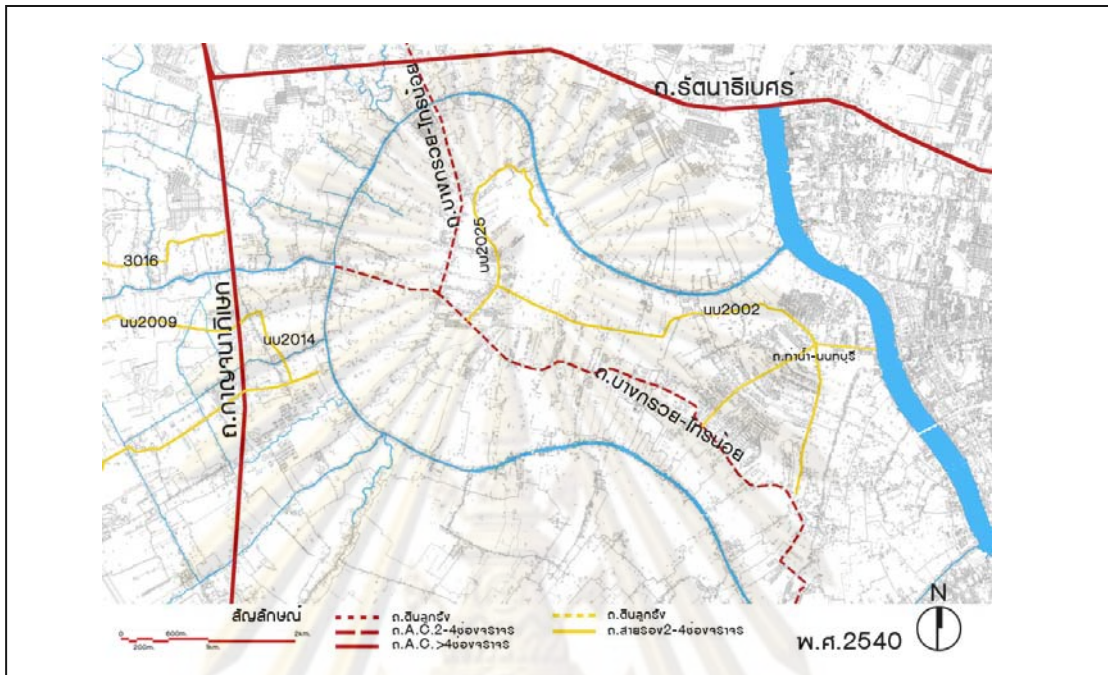 ถ.รัตนาธิเบศร์
ถ.บางกรวย-ไทรน้อย
นบ2025
3016
นบ2009
นบ2014
ถ.กาญจนาภิเษก
นบ2002
ถ.ท่าน้ำ-นนทบุรี
ถ.บางกรวย-ไทรน้อย
สัญลักษณ์
0 600m. 2km.
200m. 1km.
ถ.ดินลูกรัง
ถ.A.C.2-4ช่องจราจร
ถ.A.C.>4ช่องจราจร
ถ.ดินลูกรัง
ถ.สายรอง2-4ช่องจราจร
พ.ศ.2540
N